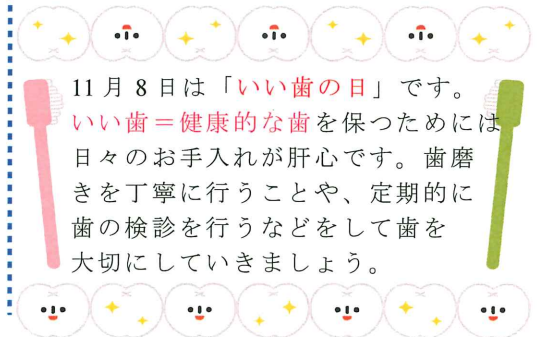 11月8日は「いい歯の日」です。
いい歯＝健康的な歯を保つためには
日々のお手入れが肝心です。歯磨
きを丁寧に行うことや、定期的に
歯の検診を行うなどをして歯を
大切にしていきましょう。